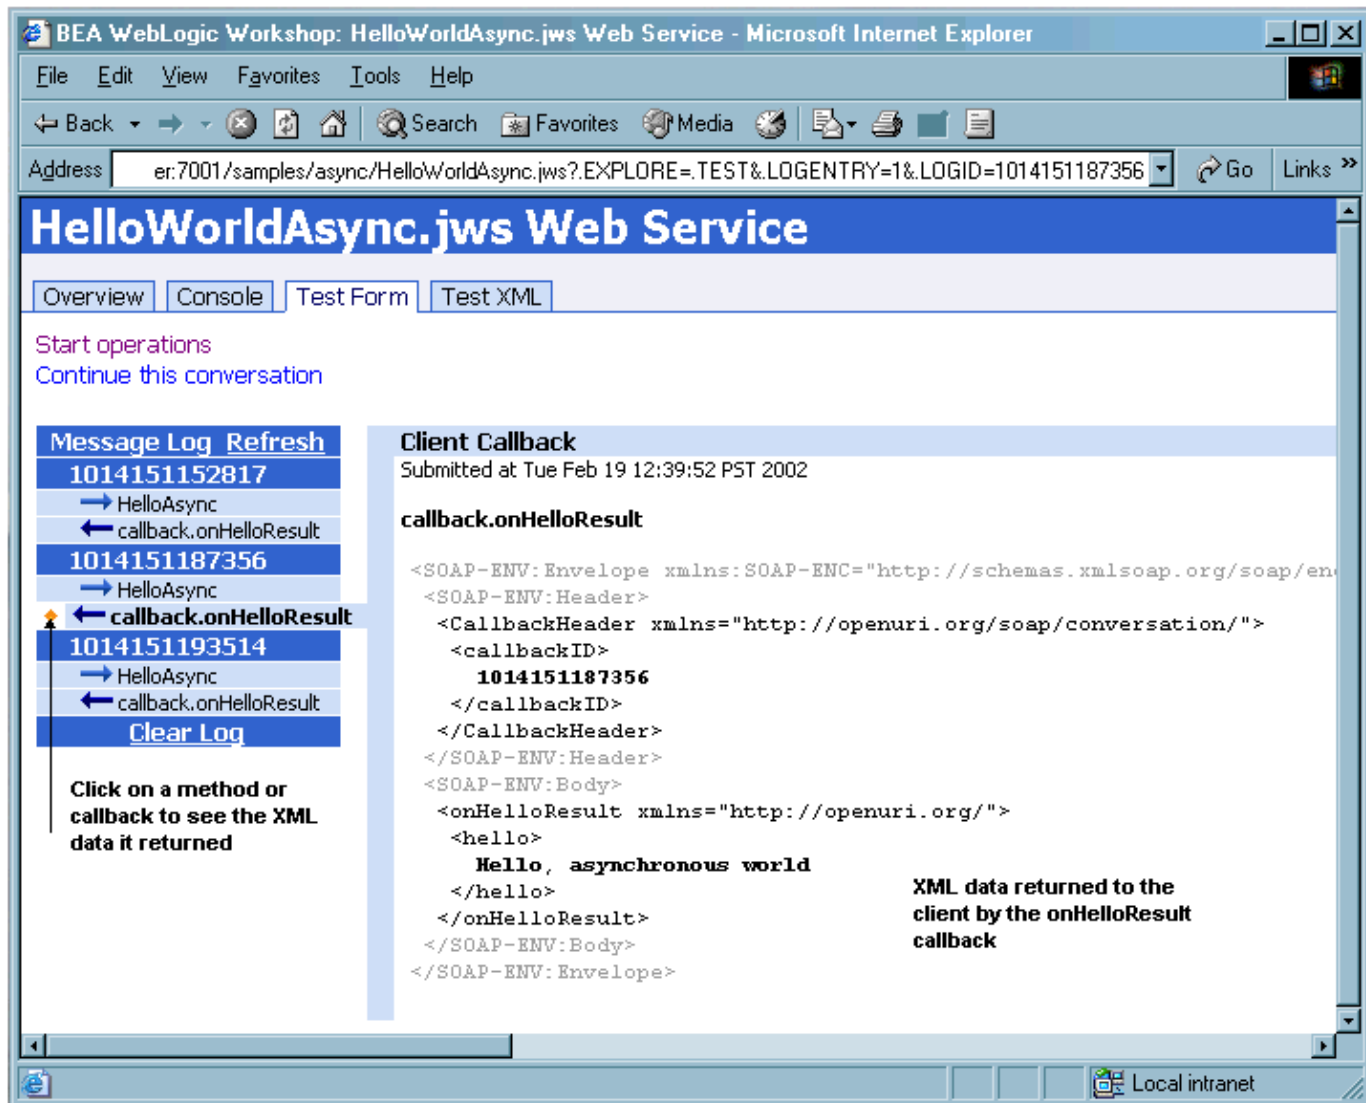 BEA WebLogic Workshop: HelloWorldAsync.jws Web Service - Microsoft Internet Explorer
File Edit View Favorites Tools Help
Back Search Favorites Media
Address er:7001/samples/async/HelloWorldAsync.jws?.EXPLORE=.TEST&.LOGENTRY=1&.LOGID=1014151187356 Go Links »
HelloWorldAsync.jws Web Service
Overview Console Test Form Test XML
Start operations
Continue this conversation
Message Log Refresh
1014151152817
HelloAsync
callback.onHelloResult
1014151187356
HelloAsync
callback.onHelloResult
1014151193514
HelloAsync
callback.onHelloResult
Clear Log
Click on a method or
callback to see the XML
data it returned
Client Callback
Submitted at Tue Feb 19 12:39:52 PST 2002
callback.onHelloResult
<SOAP-ENV:Envelope xmlns:SOAP-ENC="http://schemas.xmlsoap.org/soap/en
<SOAP-ENV:Header>
<CallbackHeader xmlns="http://openuri.org/soap/conversation/">
<callbackID>
1014151187356
</callbackID>
</CallbackHeader>
</SOAP-ENV:Header>
<SOAP-ENV:Body>
<onHelloResult xmlns="http://openuri.org/">
<hello>
Hello, asynchronous world
</hello>
</onHelloResult>
</SOAP-ENV:Body>
</SOAP-ENV:Envelope>
XML data returned to the
client by the onHelloResult
callback
Local intranet